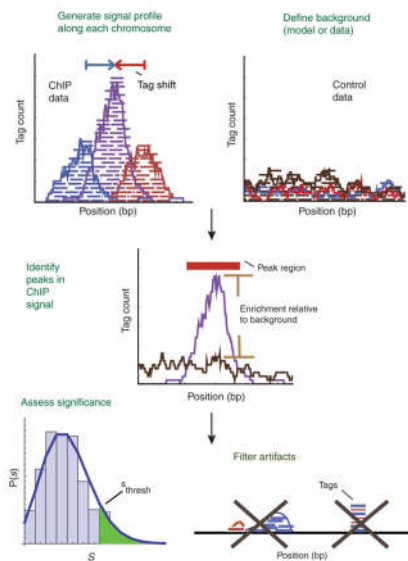 Generate signal profile
along each chromosome
Define background
(model or data)
ChIP
data
Tag shift
Tag count
Position (bp)
Control
data
Tag count
Position (bp)
Identify
peaks in
ChIP
signal
Peak region
Enrichment relative
to background
Tag count
Position (bp)
Assess significance
P(s)
s
thresh
S
Filter artifacts
Tags
Position (bp)